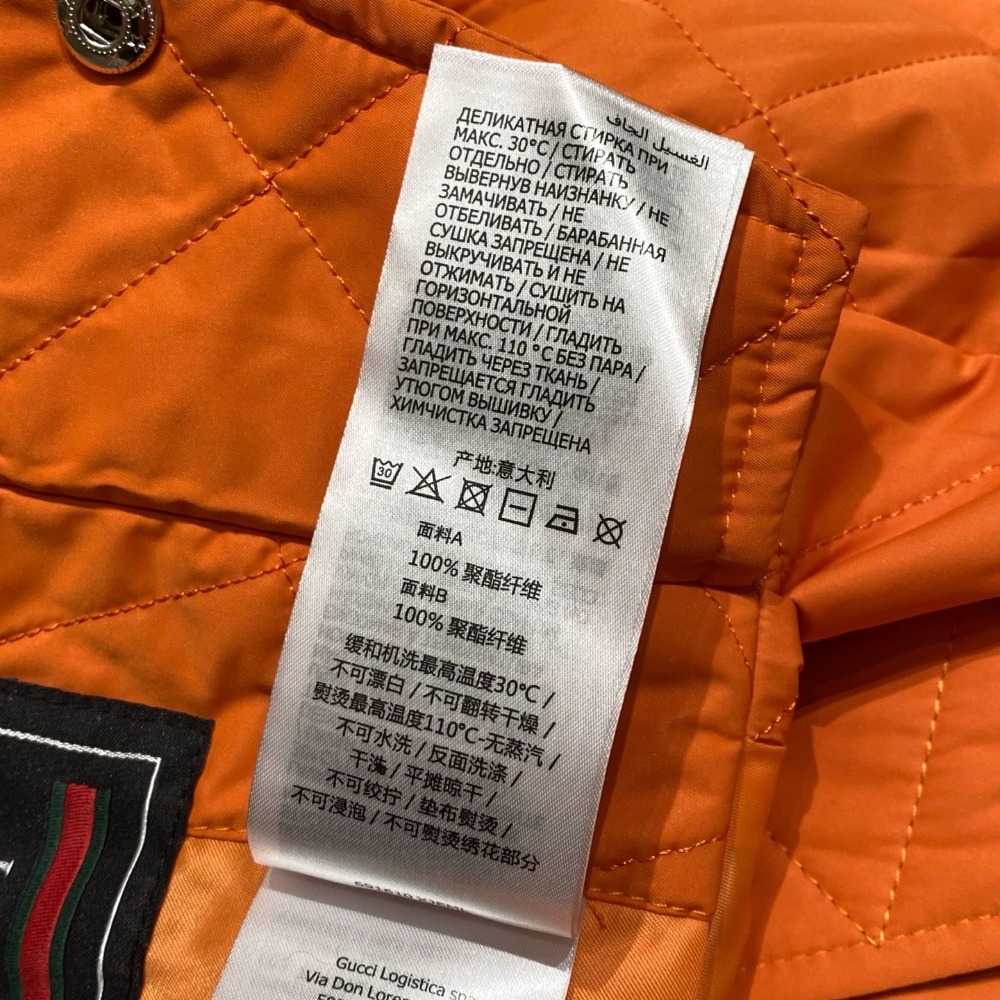 الغسيل الجاف
ДЕЛИКАТНАЯ СТИРКА ПРИ
МАКС. 30°C / СТИРАТЬ
ОТДЕЛЬНО / СТИРАТЬ
ВЫВЕРНУВ НАИЗНАНКУ / НЕ
ЗАМАЧИВАТЬ / НЕ
ОТБЕЛИВАТЬ / БАРАБАННАЯ
СУШКА ЗАПРЕЩЕНА / НЕ
ВЫКРУЧИВАТЬ И НЕ
ОТЖИМАТЬ / СУШИТЬ НА
ГОРИЗОНТАЛЬНОЙ
ПОВЕРХНОСТИ / ГЛАДИТЬ
ПРИ МАКС. 110 °C БЕЗ ПАРА /
ГЛАДИТЬ ЧЕРЕЗ ТКАНЬ /
ЗАПРЕЩАЕТСЯ ГЛАДИТЬ
УТЮГОМ ВЫШИВКУ /
ХИМЧИСТКА ЗАПРЕЩЕНА
产地:意大利
30
面料A
100% 聚酯纤维
面料B
100% 聚酯纤维
缓和机洗最高温度30°C /
不可漂白 / 不可翻转干燥 /
熨烫最高温度110°C-无蒸汽 /
不可水洗 / 反面洗涤 /
干洗 / 平摊晾干 /
不可绞拧 / 垫布熨烫 /
不可浸泡 / 不可熨烫绣花部分
Gucci Logistica spa
Via Don Loren